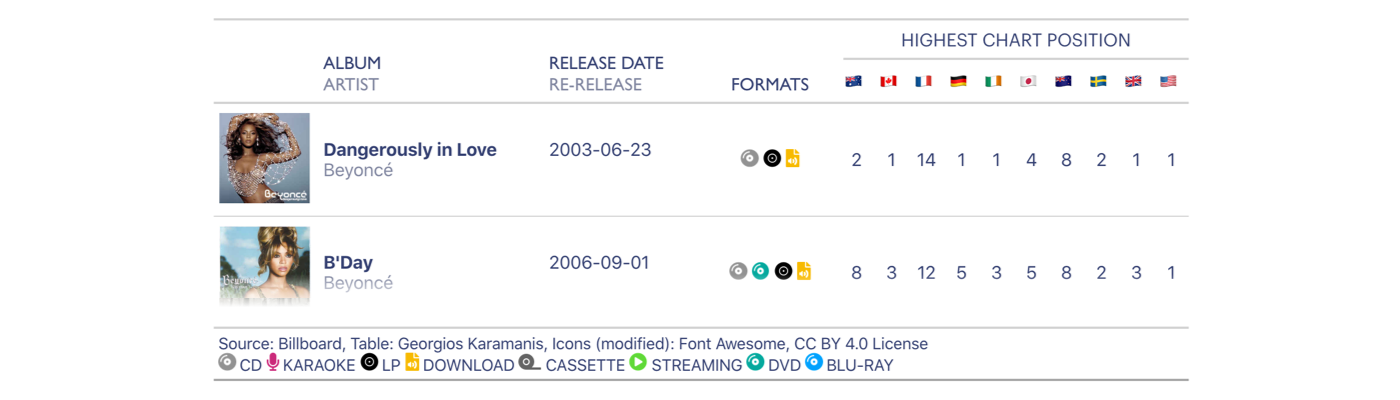 HIGHEST CHART POSITION
ALBUM RELEASE DATE
ARTIST RE-RELEASE FORMATS
Dangerously in Love 2003-06-23 2 1 14 1 1 4 8 2 1 1
Beyoncé
Beyoncé
B'Day 2006-09-01 8 3 12 5 3 5 8 2 3 1
Beyoncé
Beyoncé
Source: Billboard, Table: Georgios Karamanis, Icons (modified): Font Awesome, CC BY 4.0 License
CD KARAOKE LP DOWNLOAD CASSETTE STREAMING DVD BLU-RAY